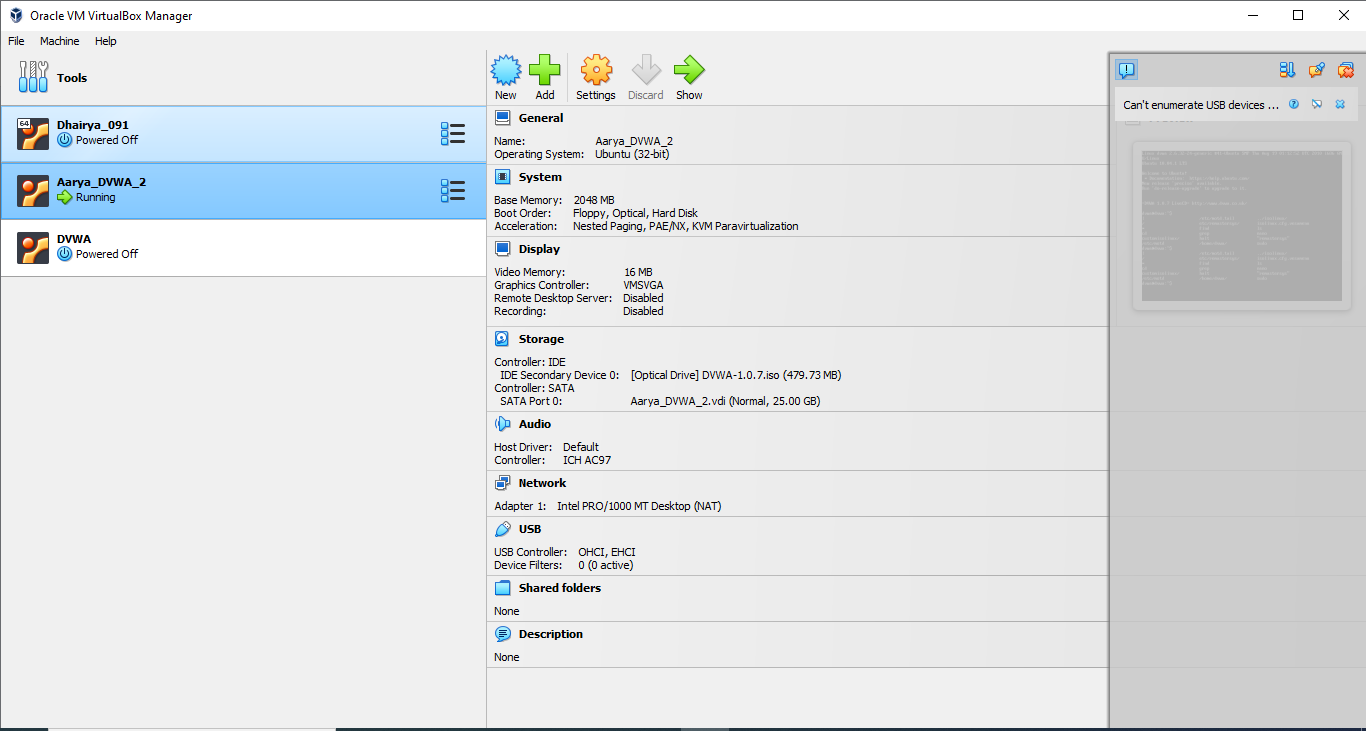 Oracle VM VirtualBox Manager
File Machine Help
Tools
64
Dhairya_091
Powered Off
Aarya_DVWA_2
Running
DVWA
Powered Off
New Add Settings Discard Show
General
Name: Aarya_DVWA_2
Operating System: Ubuntu (32-bit)
System
Base Memory: 2048 MB
Boot Order: Floppy, Optical, Hard Disk
Acceleration: Nested Paging, PAE/NX, KVM Paravirtualization
Display
Video Memory: 16 MB
Graphics Controller: VMSVGA
Remote Desktop Server: Disabled
Recording: Disabled
Storage
Controller: IDE
IDE Secondary Device 0: [Optical Drive] DVWA-1.0.7.iso (479.73 MB)
Controller: SATA
SATA Port 0: Aarya_DVWA_2.vdi (Normal, 25.00 GB)
Audio
Host Driver: Default
Controller: ICH AC97
Network
Adapter 1: Intel PRO/1000 MT Desktop (NAT)
USB
USB Controller: OHCI, EHCI
Device Filters: 0 (0 active)
Shared folders
None
Description
None
Can't enumerate USB devices ...